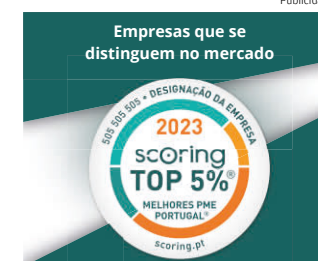 Publicida
Empresas que se
distinguem no mercado
505 505 505 • DESIGNAÇÃO DA EMPRESA
2023
scoring
TOP 5%®
MELHORES PME
PORTUGAL®
scoring.pt